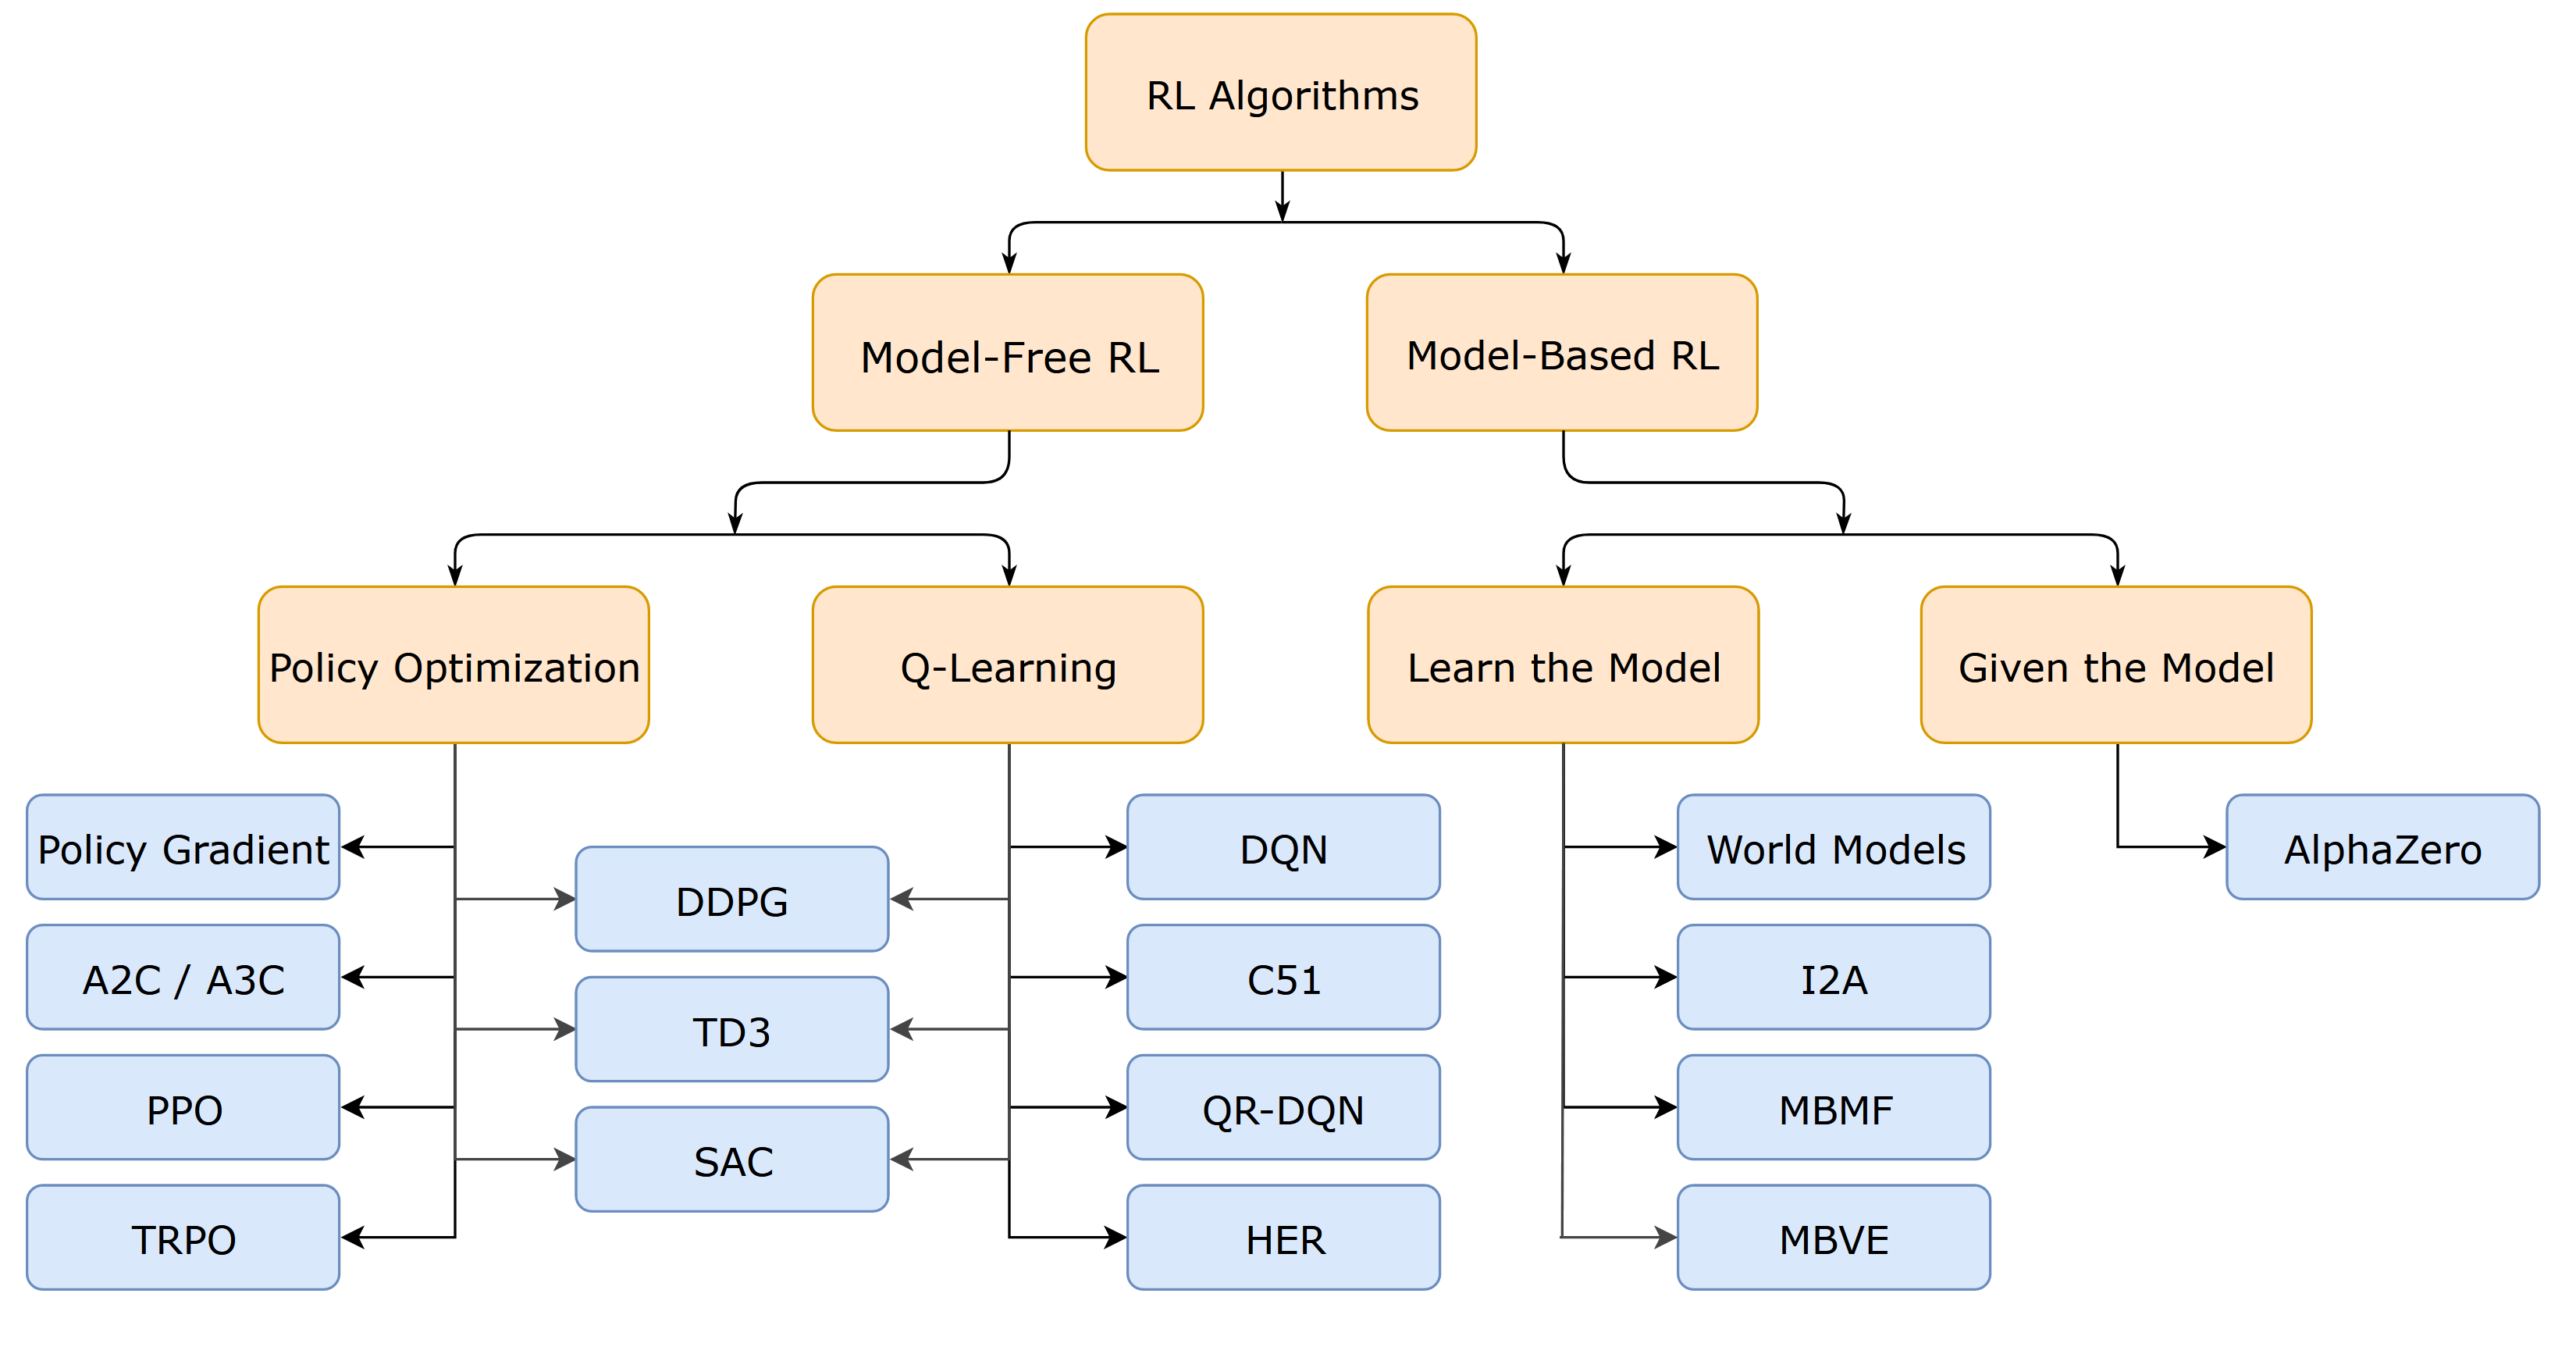 RL Algorithms
Model-Free RL
Model-Based RL
Policy Optimization
Q-Learning
Learn the Model
Given the Model
Policy Gradient
A2C / A3C
PPO
TRPO
DDPG
TD3
SAC
DQN
C51
QR-DQN
HER
World Models
I2A
MBMF
MBVE
AlphaZero